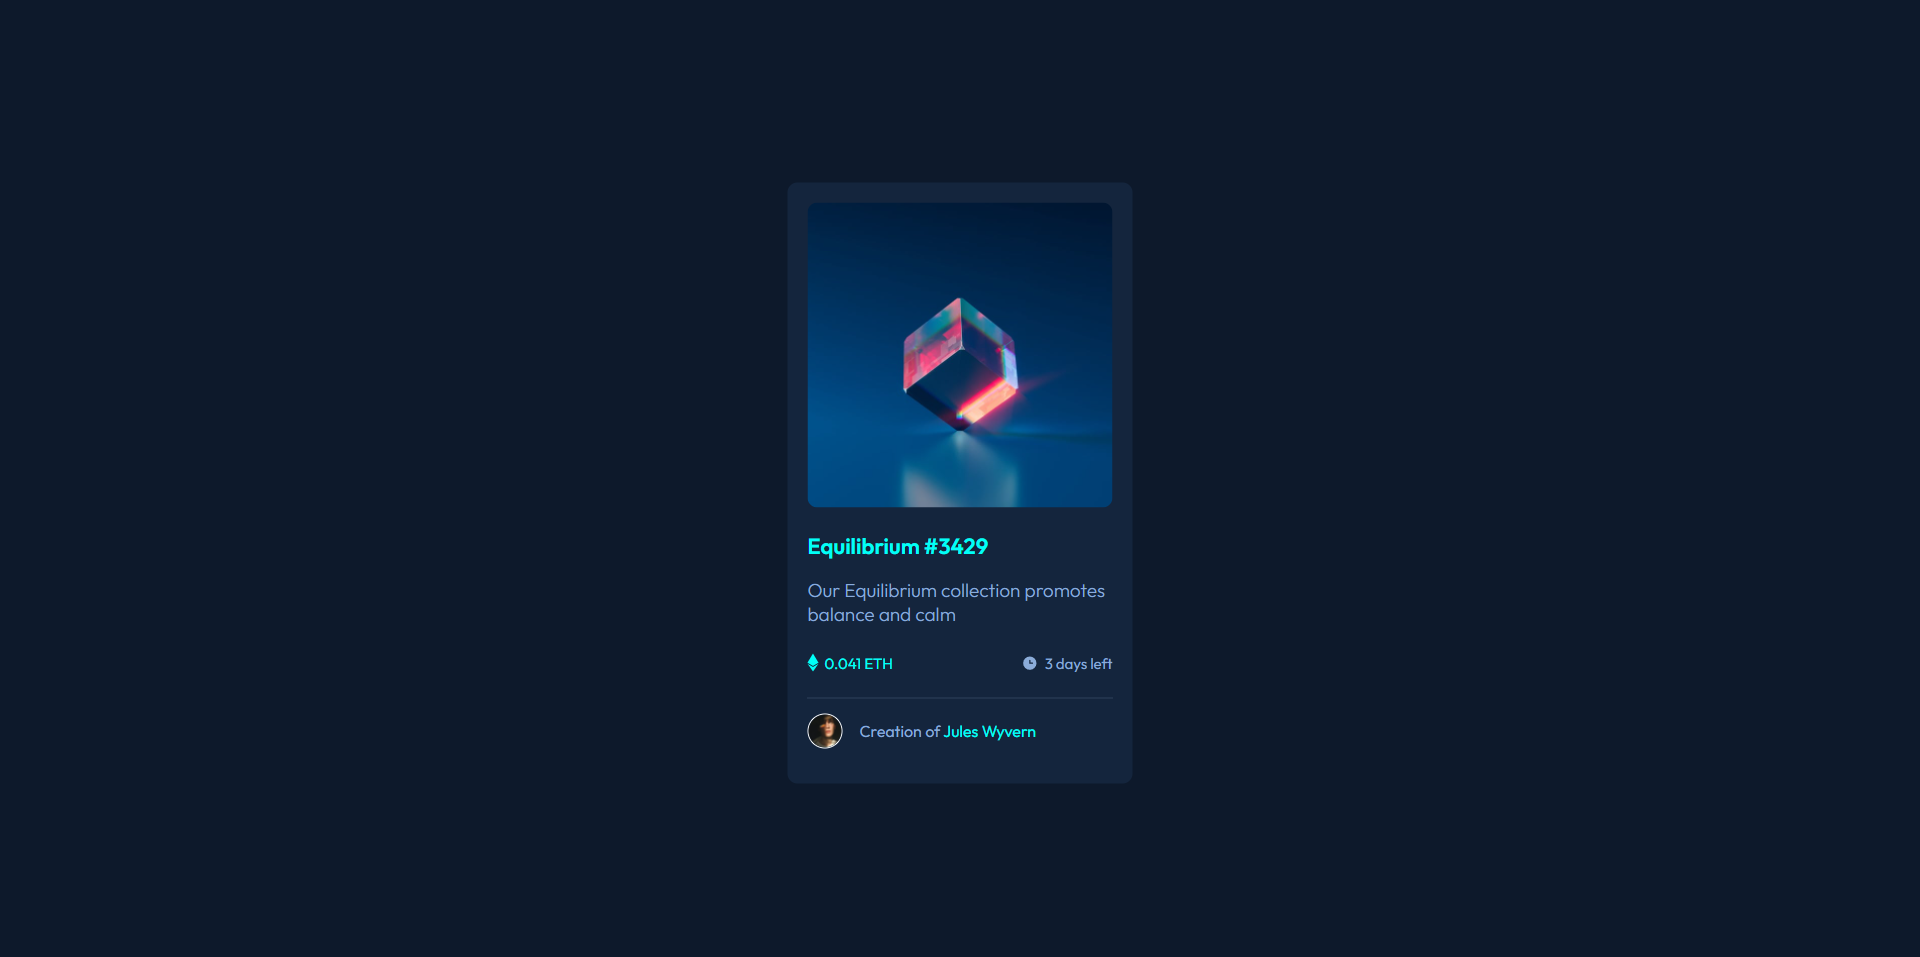 Equilibrium #3429
Our Equilibrium collection promotes
balance and calm
0.041 ETH
3 days left
Creation of Jules Wyvern